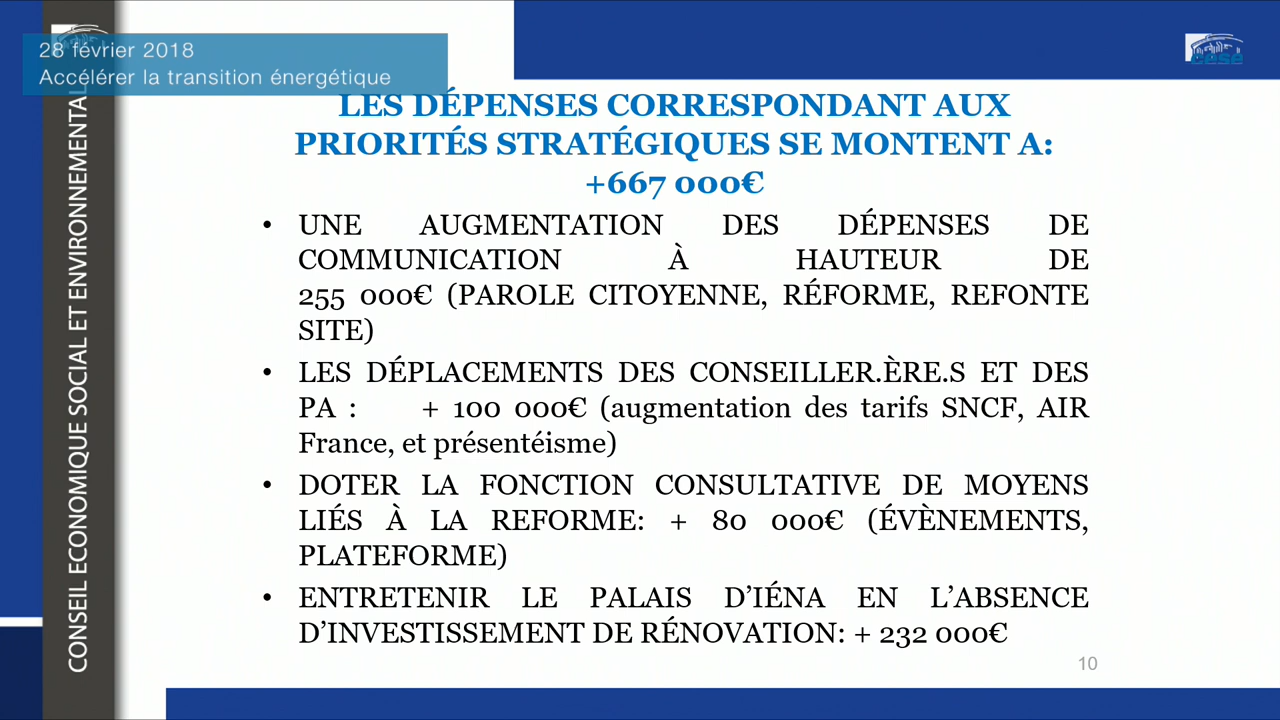 28 février 2018
Accélérer la transition énergétique
cese
CONSEIL ECONOMIQUE SOCIAL ET ENVIRONNEMENTAL
LES DÉPENSES CORRESPONDANT AUX
PRIORITÉS STRATÉGIQUES SE MONTENT A:
+667 000€
• UNE AUGMENTATION DES DÉPENSES DE
COMMUNICATION À HAUTEUR DE
255 000€ (PAROLE CITOYENNE, RÉFORME, REFONTE
SITE)
• LES DÉPLACEMENTS DES CONSEILLER.ÈRE.S ET DES
PA : + 100 000€ (augmentation des tarifs SNCF, AIR
France, et présentéisme)
• DOTER LA FONCTION CONSULTATIVE DE MOYENS
LIÉS À LA REFORME: + 80 000€ (ÉVÈNEMENTS,
PLATEFORME)
• ENTRETENIR LE PALAIS D’IÉNA EN L’ABSENCE
D’INVESTISSEMENT DE RÉNOVATION: + 232 000€
10